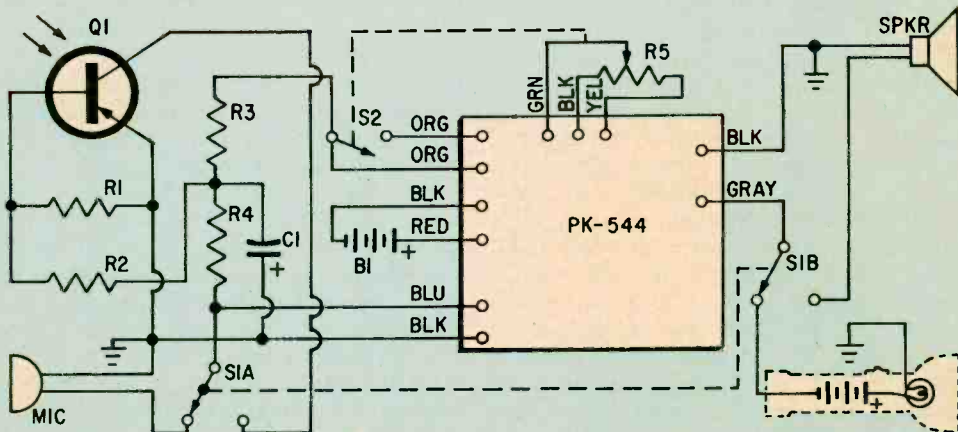 Q1
R3
S2
R5
GRN
BLK
YEL
SPKR
ORG
ORG
BLK
RED
B1
+
BLK
GRAY
PK-544
R1
R4
C1
+
R2
BLU
BLK
S1B
MIC
S1A
+